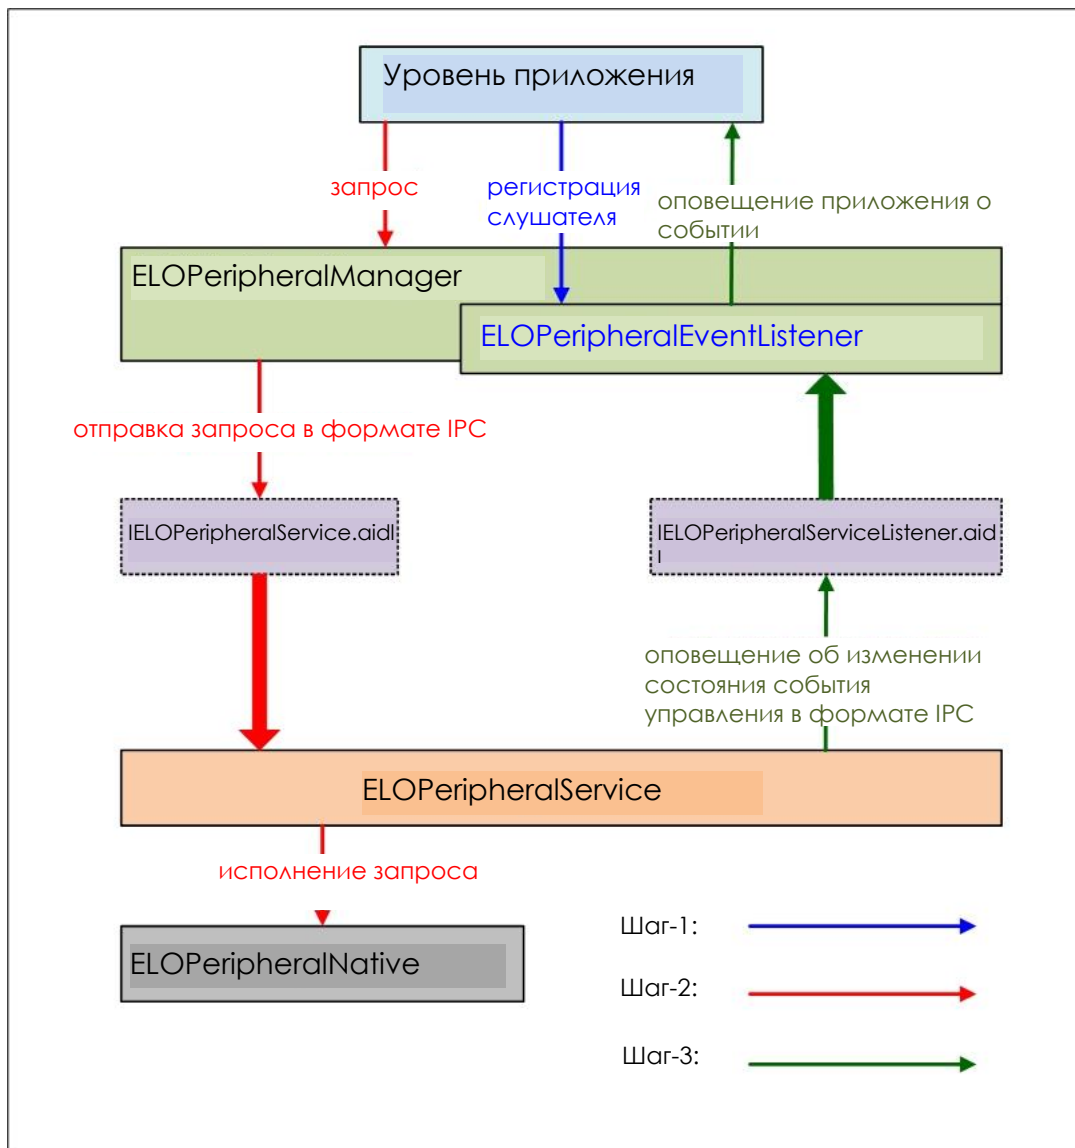 Уровень приложения
запрос
регистрация
слушателя
оповещение приложения о
событии
ELOPeripheralManager
ELOPeripheralEventListener
отправка запроса в формате IPC
IELOPeripheralService.aidl
IELOPeripheralServiceListener.aid
l
оповещение об изменении
состояния события
управления в формате IPC
ELOPeripheralService
исполнение запроса
ELOPeripheralNative
Шаг-1:
Шаг-2:
Шаг-3: